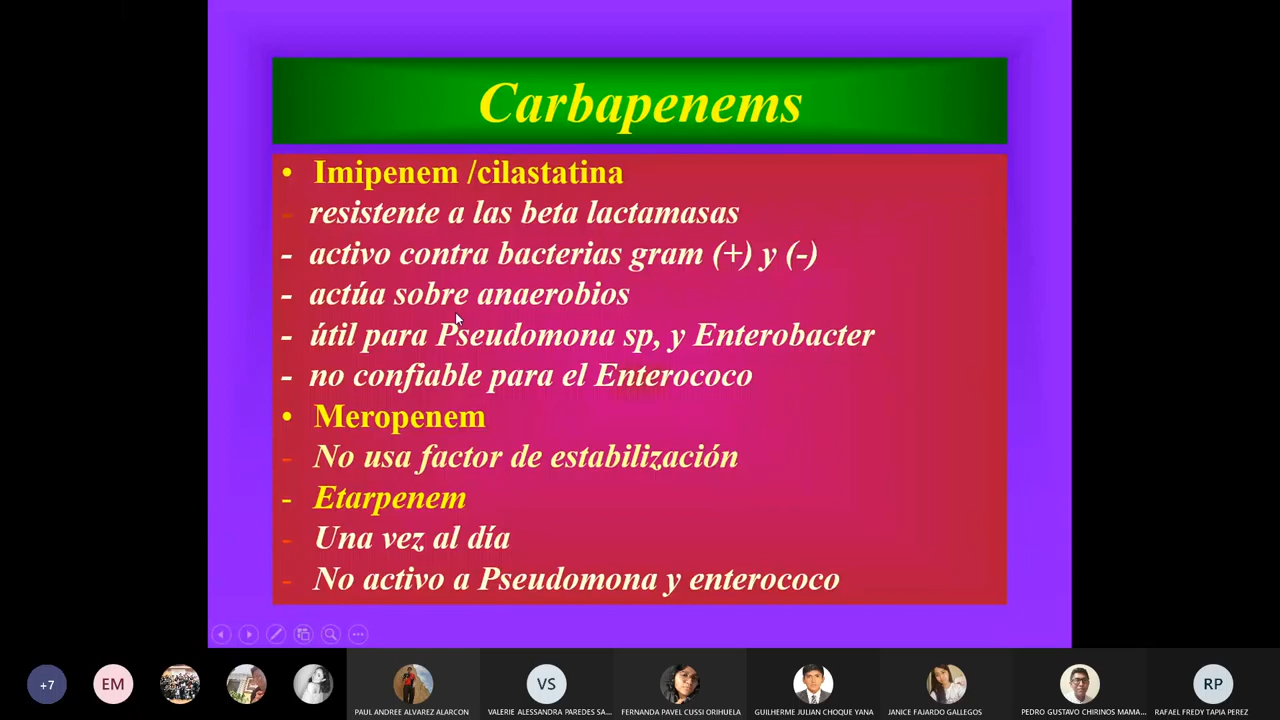 Carbapenems
• Imipenem /cilastatina
- resistente a las beta lactamasas
- activo contra bacterias gram (+) y (-)
- actúa sobre anaerobios
- útil para Pseudomona sp, y Enterobacter
- no confiable para el Enterococo
• Meropenem
- No usa factor de estabilización
- Etarpenem
- Una vez al día
- No activo a Pseudomona y enterococo
+7
EM
VS
RP
PAUL ANDREE ALVAREZ ALARCON
VALERIE ALESSANDRA PAREDES SA...
FERNANDA PAVEL CUSSI ORIHUELA
GUILHERME JULIAN CHOQUE YANA
JANICE FAJARDO GALLEGOS
PEDRO GUSTAVO CHIRINOS MAMA...
RAFAEL FREDY TAPIA PEREZ